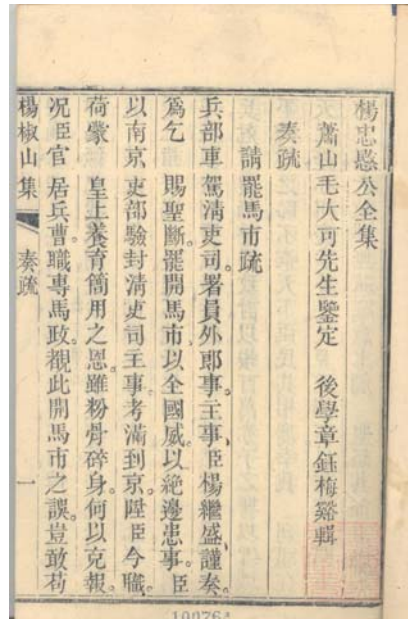 楊忠愍公全集
蕭山毛大可先生鑒定 後學章鈺梅谿輯
奏疏
請罷馬市疏
兵部車駕清吏司署員外郎事主事臣楊繼盛謹奏。
爲乞 賜聖斷。罷開馬市以全國威。以絶邊患事。臣
以南京吏部驗封清吏司主事。考滿到京。陞臣今職。
荷蒙 皇上養育簡用之恩。雖粉骨碎身。何以克報。
况臣官 居兵曹。職專馬政。覩此開馬市之誤。豈敢苟
楊椒山集 奏疏 一
10076